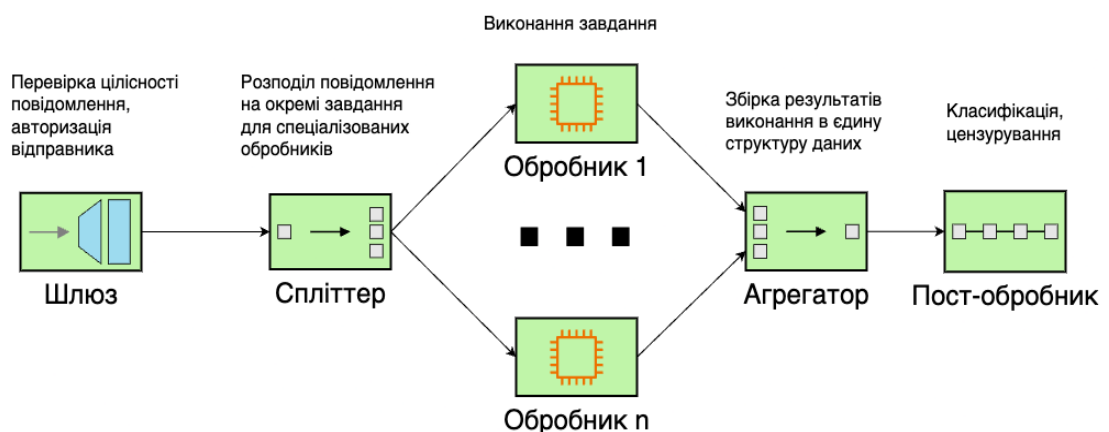 Виконання завдання
Перевірка цілісності
повідомлення,
авторизація
відправника
Розподіл повідомлення
на окремі завдання
для спеціалізованих
обробників
Збірка результатів
виконання в єдину
структуру даних
Класифікація,
цензурування
Обробник 1
Шлюз
Спліттер
Агрегатор
Пост-обробник
Обробник n